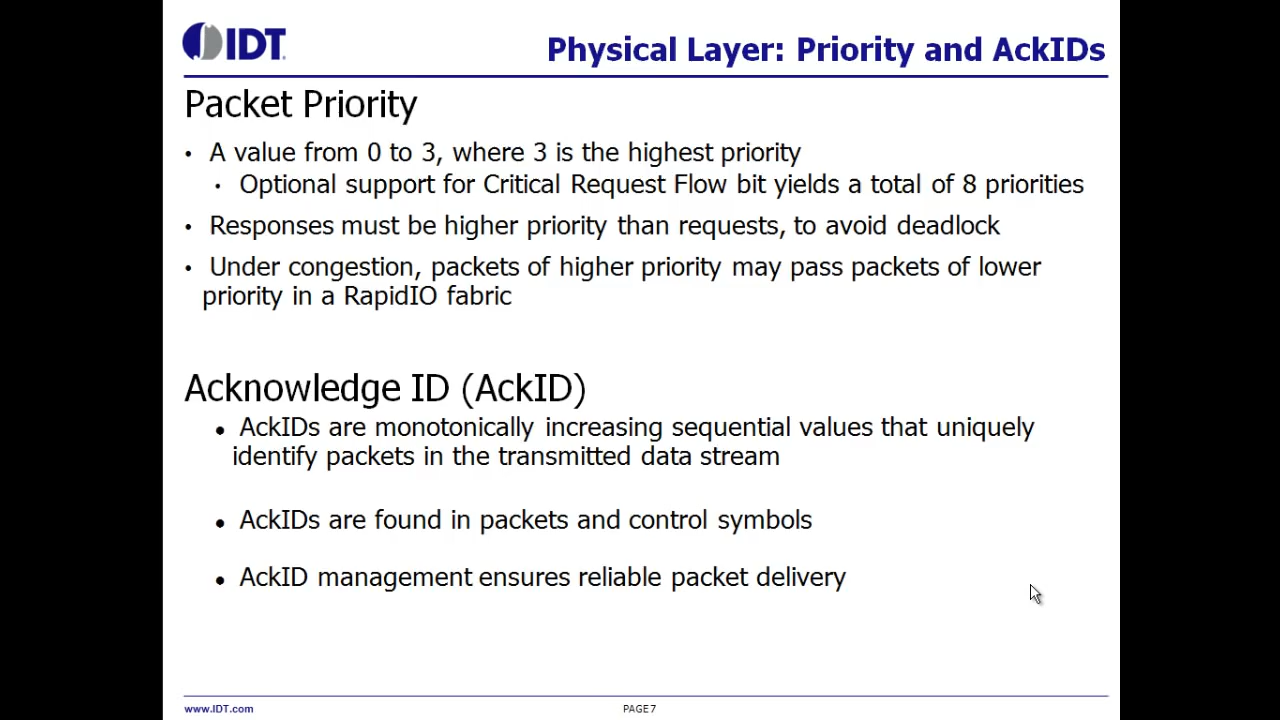 IDT
Physical Layer: Priority and AckIDs
Packet Priority
• A value from 0 to 3, where 3 is the highest priority
• Optional support for Critical Request Flow bit yields a total of 8 priorities
• Responses must be higher priority than requests, to avoid deadlock
• Under congestion, packets of higher priority may pass packets of lower
priority in a RapidIO fabric
Acknowledge ID (AckID)
• AckIDs are monotonically increasing sequential values that uniquely
identify packets in the transmitted data stream
• AckIDs are found in packets and control symbols
• AckID management ensures reliable packet delivery
www.IDT.com
PAGE 7